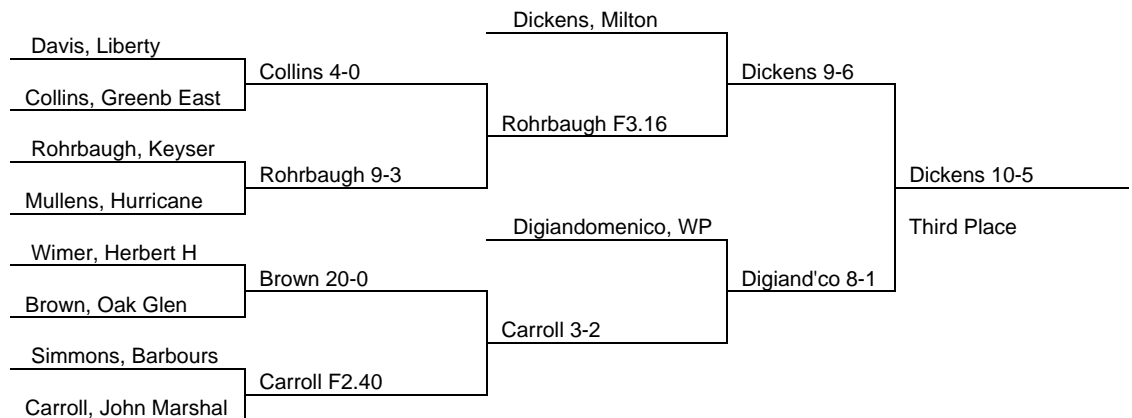 Dickens, Milton
Davis, Liberty
Collins 4-0
Dickens 9-6
Collins, Greenb East
Rohrbaugh F3.16
Rohrbaugh, Keyser
Rohrbaugh 9-3
Dickens 10-5
Mullens, Hurricane
Digiandomenico, WP
Third Place
Wimer, Herbert H
Brown 20-0
Digiand'co 8-1
Brown, Oak Glen
Carroll 3-2
Simmons, Barbours
Carroll F2.40
Carroll, John Marshal